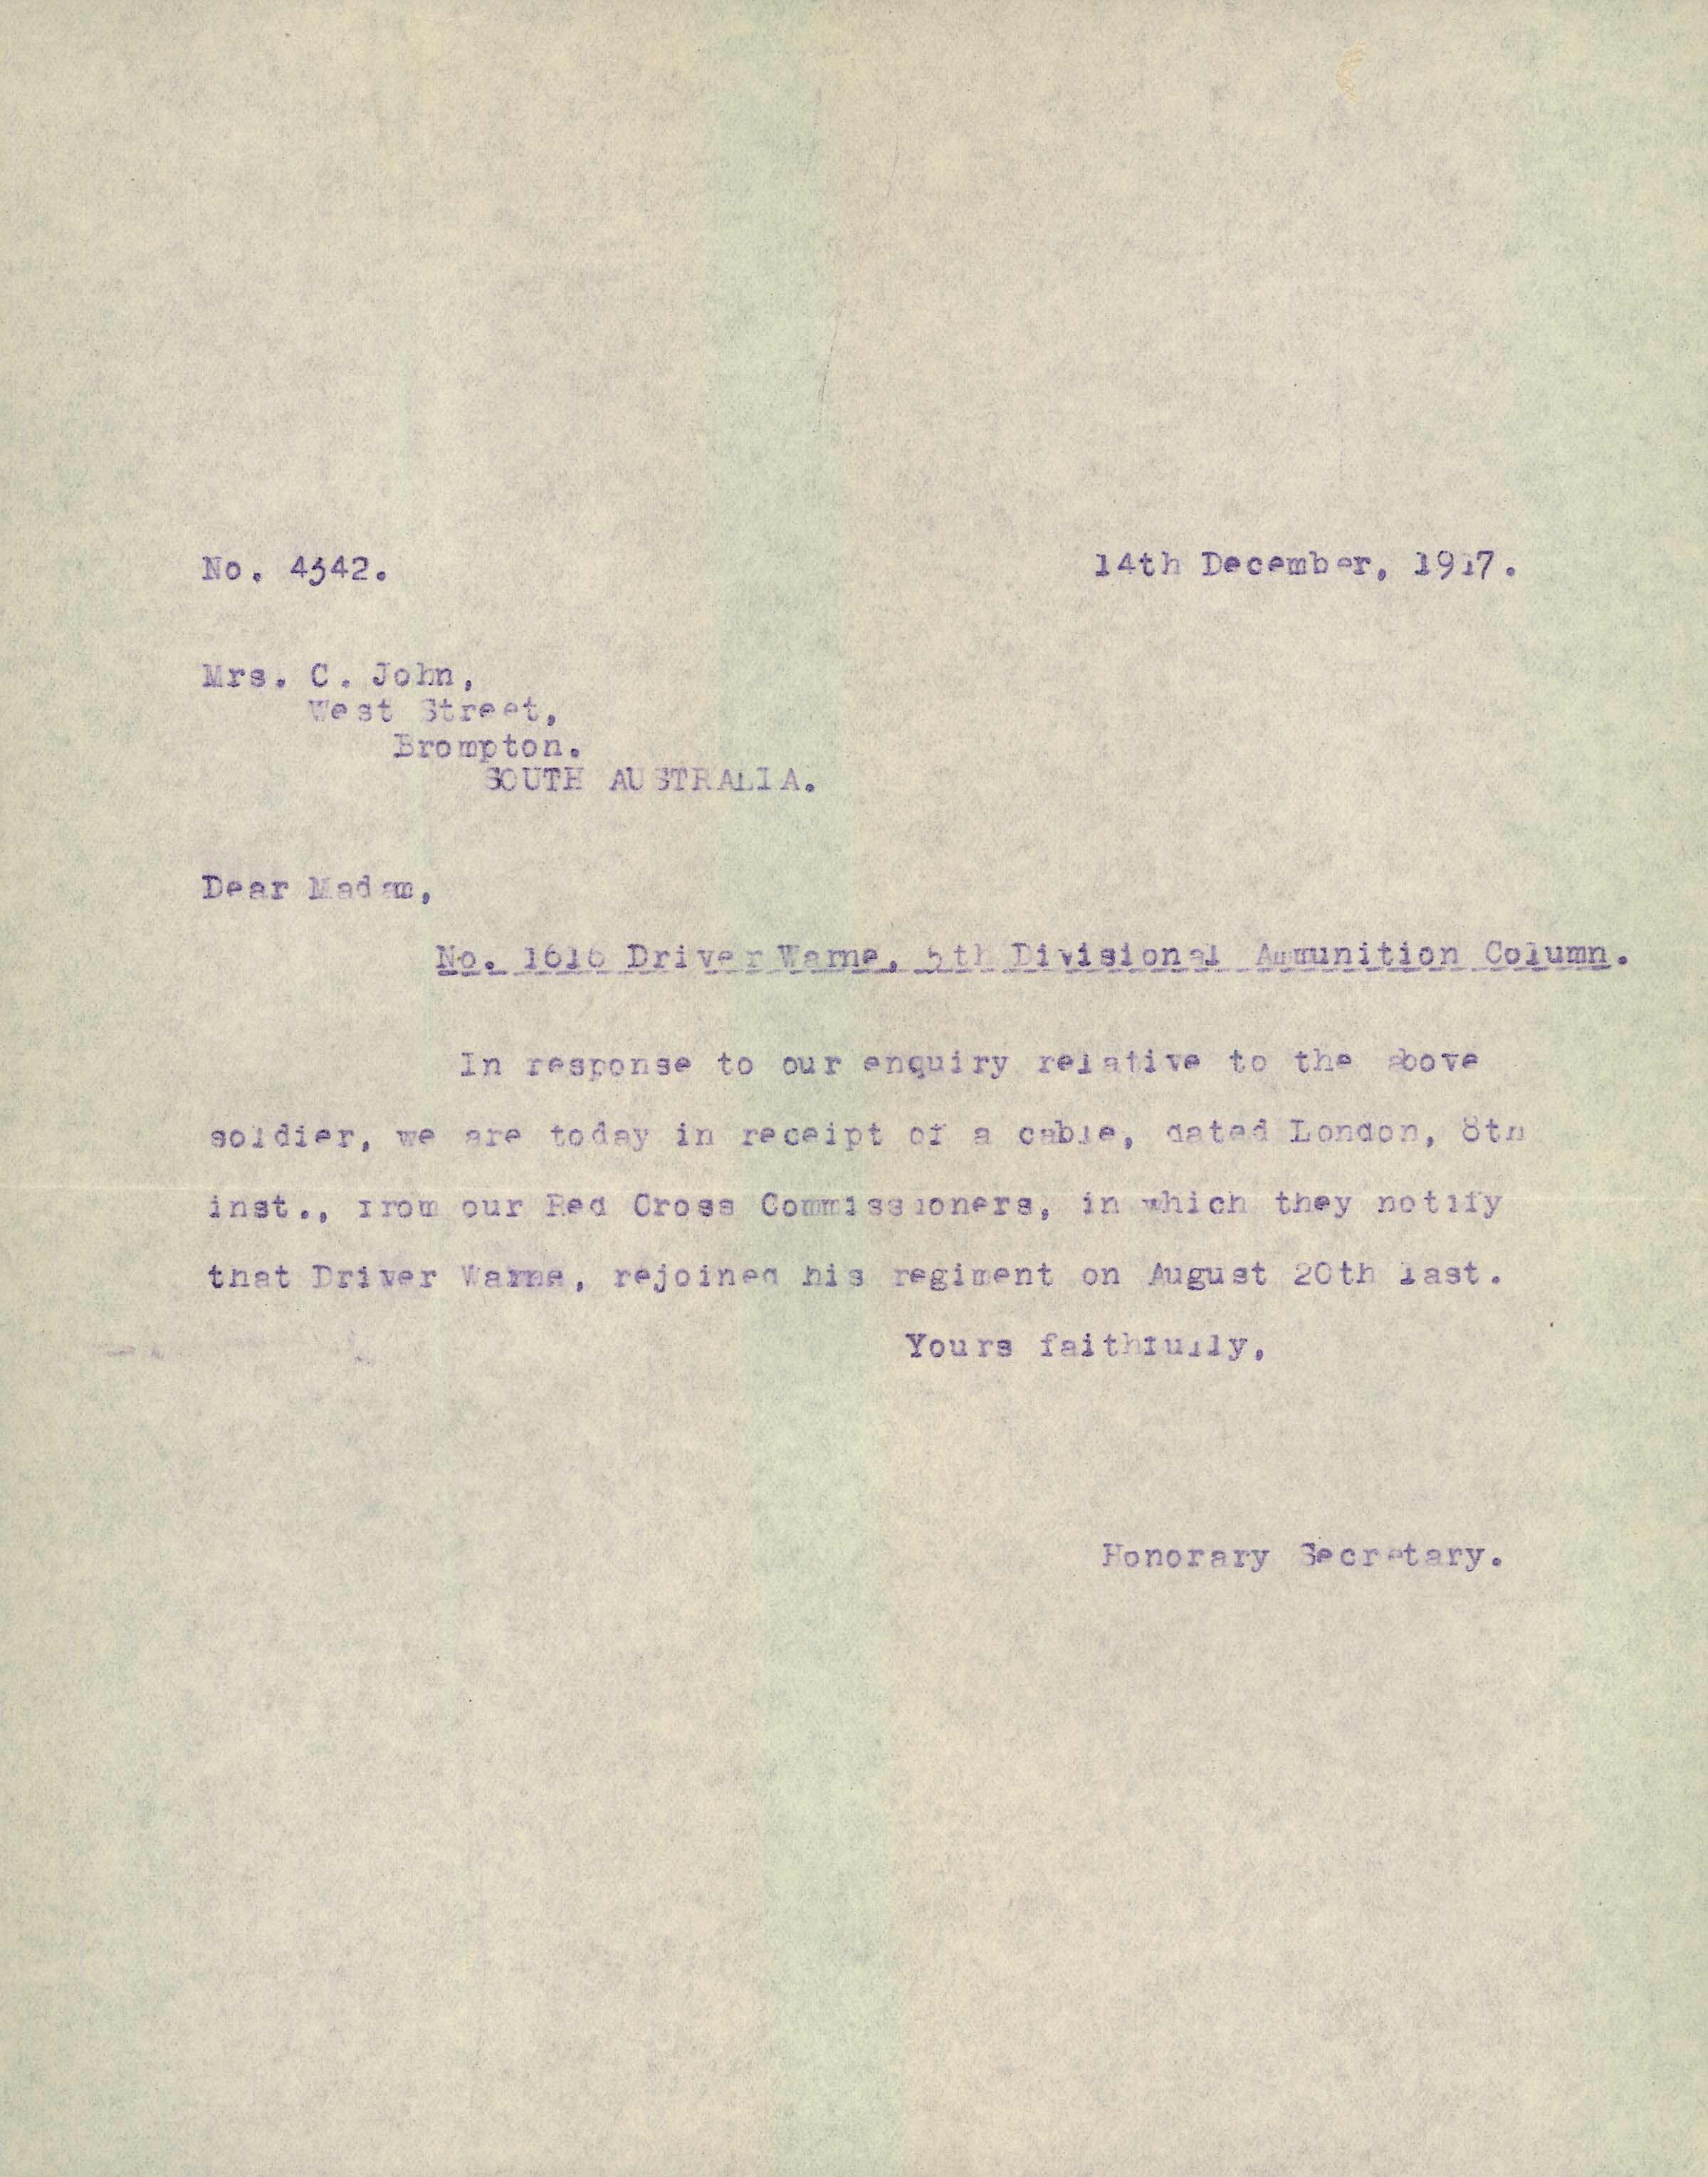 No. 4342.
14th December, 1917.
Mrs. C. John,
West Street,
Brompton.
SOUTH AUSTRALIA.
Dear Madam,
No. 1616 Driver Warne, 5th Divisional Ammunition Column.
In response to our enquiry relative to the above
soldier, we are today in receipt of a cable, dated London, 8th
inst., from our Red Cross Commissioners, in which they notify
that Driver Warne, rejoined his regiment on August 20th last.
Yours faithfully,
Honorary Secretary.